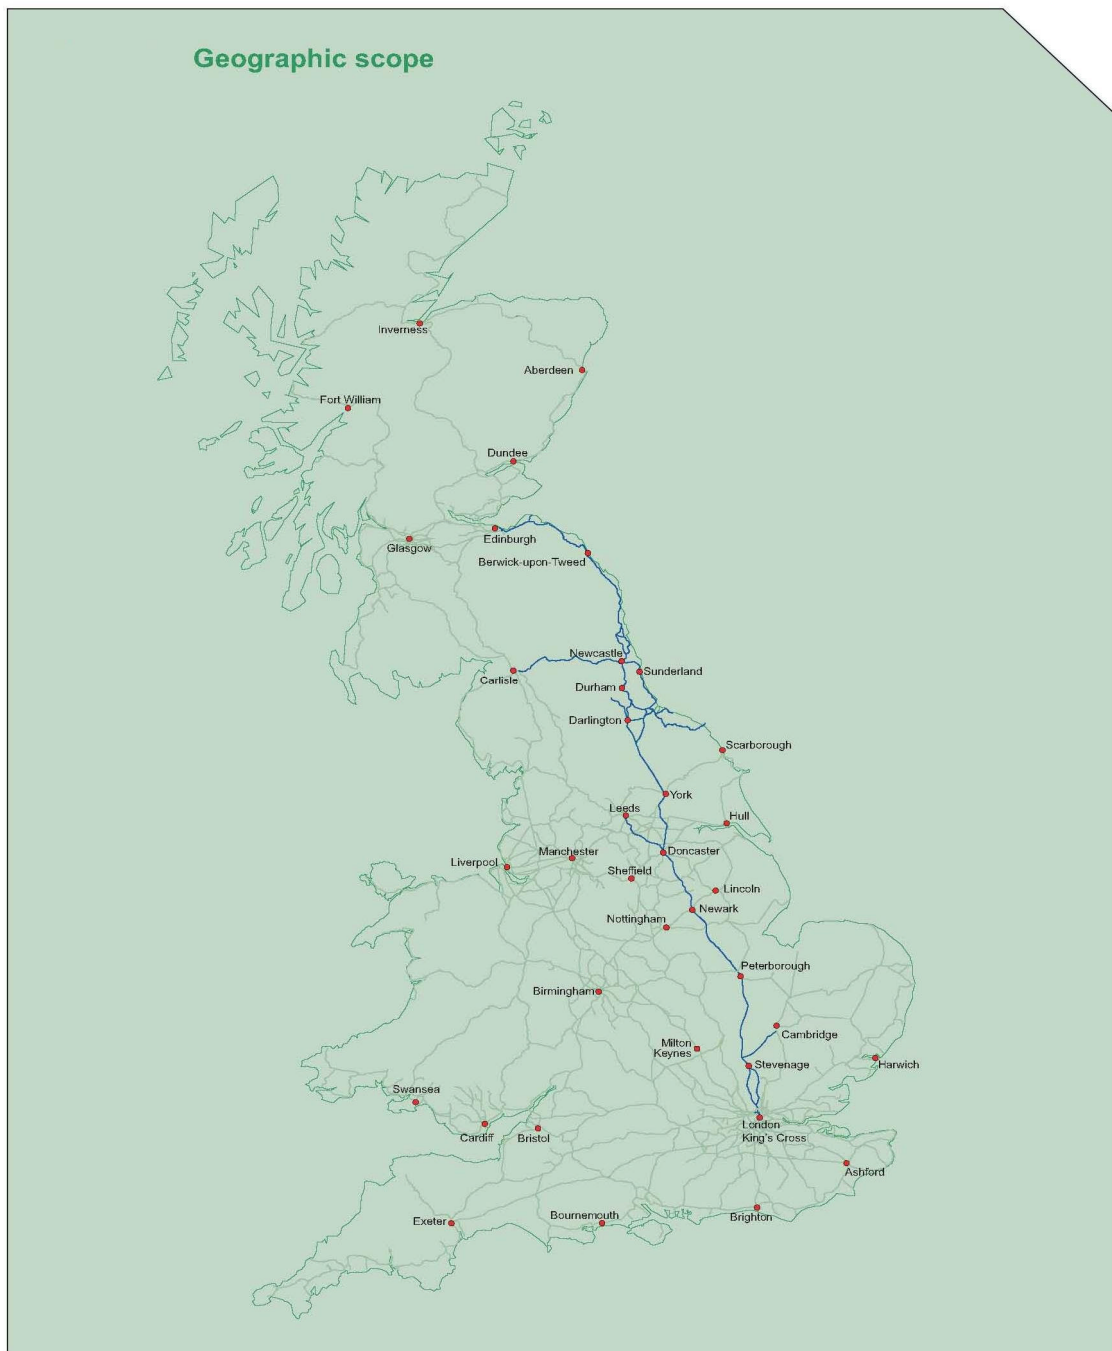 Geographic scope
Inverness
Aberdeen
Fort William
Dundee
Edinburgh
Glasgow
Berwick-upon-Tweed
Newcastle
Sunderland
Carlisle
Durham
Darlington
Scarborough
York
Leeds
Hull
Manchester
Doncaster
Liverpool
Sheffield
Lincoln
Newark
Nottingham
Peterborough
Birmingham
Cambridge
Milton
Keynes
Stevenage
Harwich
Swansea
London
King's Cross
Cardiff
Bristol
Ashford
Bournemouth
Brighton
Exeter